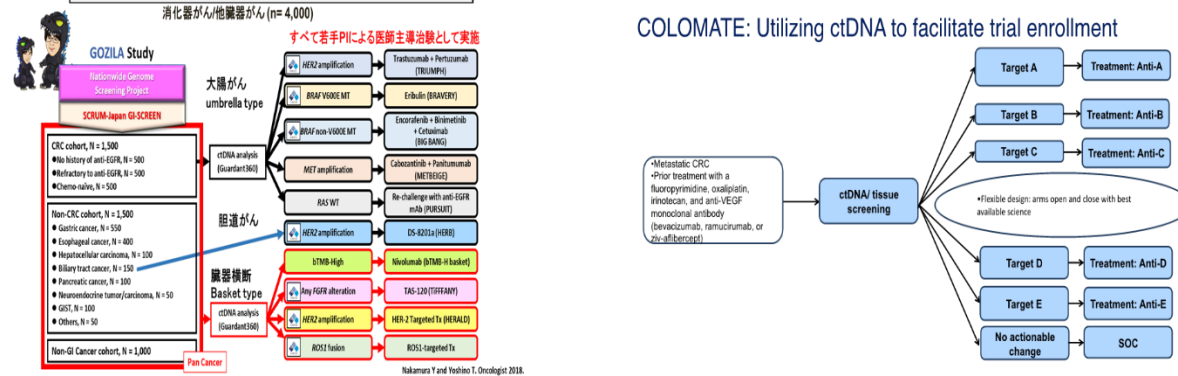 消化器がん/他臓器がん (n= 4,000)
すべて若手PIによる医師主導治験として実施
GOZILA Study
Nationwide Genome
Screening Project
SCRUM-Japan GI-SCREEN
CRC cohort, N = 1,500
●No history of anti-EGFR, N = 500
●Refractory to anti-EGFR, N = 500
●Chemo-naïve, N = 500
Non-CRC cohort, N = 1,500
● Gastric cancer, N = 550
● Esophageal cancer, N = 400
● Hepatocellular carcinoma, N = 100
● Biliary tract cancer, N = 150
● Pancreatic cancer, N = 100
● Neuroendocrine tumor/carcinoma, N = 50
● GIST, N = 100
● Others, N = 50
Non-GI Cancer cohort, N = 1,000
Pan Cancer
大腸がん
umbrella type
ctDNA analysis
(Guardant360)
胆道がん
臓器横断
Basket type
ctDNA analysis
(Guardant360)
HER2 amplification
Trastuzumab + Pertuzumab
(TRIUMPH)
BRAF V600E MT
Eribulin (BRAVERY)
BRAF non-V600E MT
Encorafenib + Binimetinib
+ Cetuximab
(BIG BANG)
MET amplification
Cabozantinib + Panitumumab
(METBEIGE)
RAS WT
Re-challenge with anti-EGFR
mAb (PURSUIT)
HER2 amplification
DS-8201a (HERB)
bTMB-High
Nivolumab (bTMB-H basket)
Any FGFR alteration
TAS-120 (TiFFFANY)
HER2 amplification
HER-2 Targeted Tx (HERALD)
ROS1 fusion
ROS1-targeted Tx
Nakamura Y and Yoshino T. Oncologist 2018.
COLOMATE: Utilizing ctDNA to facilitate trial enrollment
•Metastatic CRC
•Prior treatment with a
fluoropyrimidine, oxaliplatin,
irinotecan, and anti-VEGF
monoclonal antibody
(bevacizumab, ramucirumab, or
ziv-aflibercept)
ctDNA/ tissue
screening
Target A
Treatment: Anti-A
Target B
Treatment: Anti-B
Target C
Treatment: Anti-C
•Flexible design: arms open and close with best
available science
Target D
Treatment: Anti-D
Target E
Treatment: Anti-E
No actionable
change
SOC